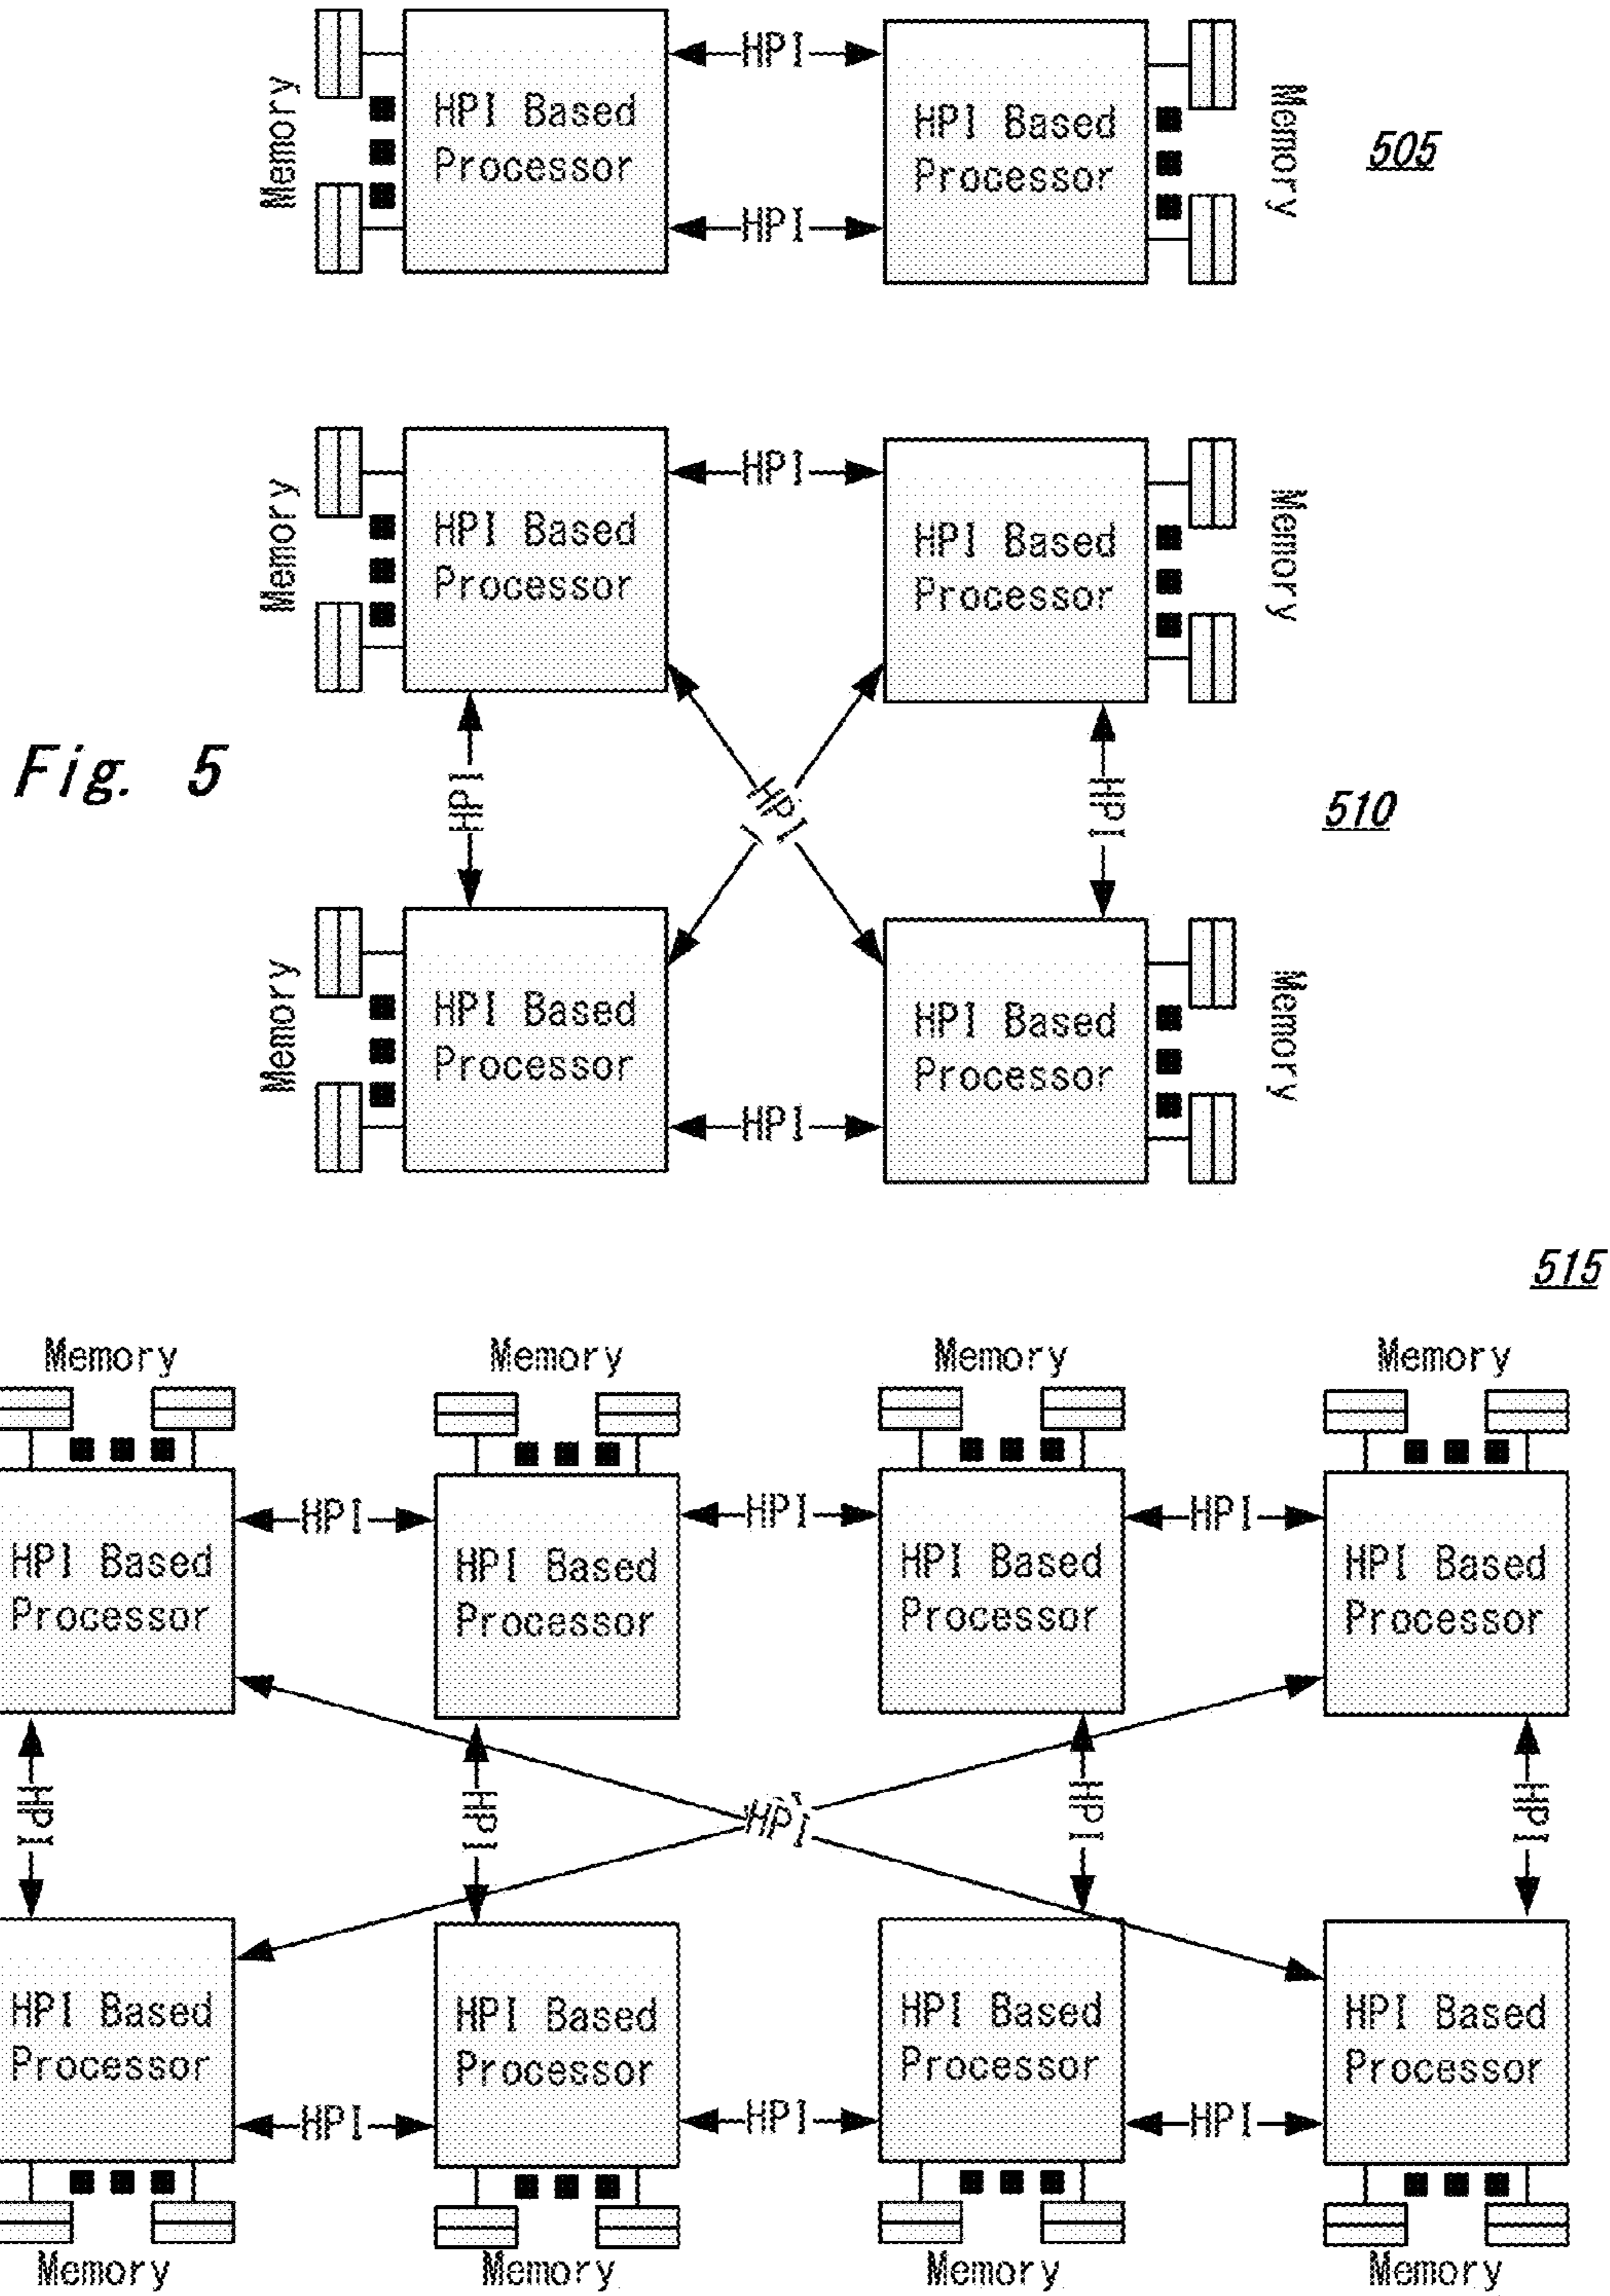 HPI
HPI Based
Processor
HPI Based
Processor
Memory
Memory
505
HPI
HPI
HPI Based
Processor
HPI Based
Processor
Memory
Memory
Fig. 5
HPI
HPI
HPI
510
HPI Based
Processor
HPI Based
Processor
Memory
Memory
HPI
515
Memory Memory Memory Memory
HPI HPI HPI
HPI Based HPI Based HPI Based HPI Based
Processor Processor Processor Processor
HPI HPI HPI HPI HPI
HPI Based HPI Based HPI Based HPI Based
Processor Processor Processor Processor
HPI HPI HPI
Memory Memory Memory Memory